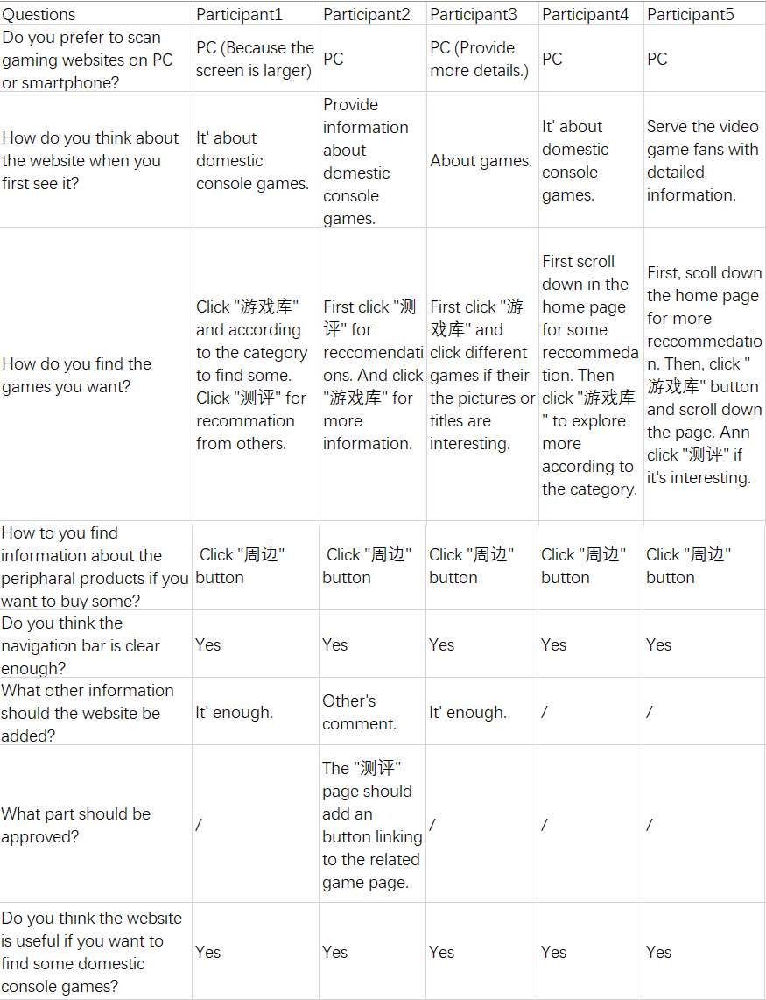 Questions
Participant1
Participant2
Participant3
Participant4
Participant5
Do you prefer to scan
gaming websites on PC
or smartphone?
PC (Because the
screen is larger)
PC
PC (Provide
more details.)
PC
PC
How do you think about
the website when you
first see it?
It' about
domestic
console games.
Provide
information
about
domestic
console
games.
About games.
It' about
domestic
console
games.
Serve the video
game fans with
detailed
information.
How do you find the
games you want?
Click "游戏库"
and according
to the category
to find some.
Click "测评" for
recommation
from others.
First click "测
评" for
reccomendati
ons. And click
"游戏库" for
more
information.
First click "游
戏库" and
click different
games if their
the pictures or
titles are
interesting.
First scroll
down in the
home page
for some
reccommeda
tion. Then
click "游戏库
" to explore
more
according to
the category.
First, scoll down
the home page
for more
reccommedatio
n. Then, click "
游戏库" button
and scroll down
the page. Ann
click "测评" if
it's interesting.
How to you find
information about the
peripharal products if you
want to buy some?
Click "周边"
button
Click "周边"
button
Click "周边"
button
Click "周边"
button
Click "周边"
button
Do you think the
navigation bar is clear
enough?
Yes
Yes
Yes
Yes
Yes
What other information
should the website be
added?
It' enough.
Other's
comment.
It' enough.
/
/
What part should be
approved?
/
The "测评"
page should
add an
button linking
to the related
game page.
/
/
/
Do you think the website
is useful if you want to
find some domestic
console games?
Yes
Yes
Yes
Yes
Yes